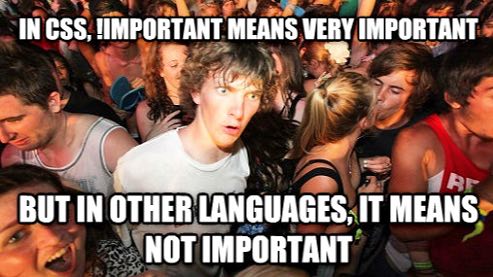 IN CSS, !IMPORTANT MEANS VERY IMPORTANT
BUT IN OTHER LANGUAGES, IT MEANS
NOT IMPORTANT